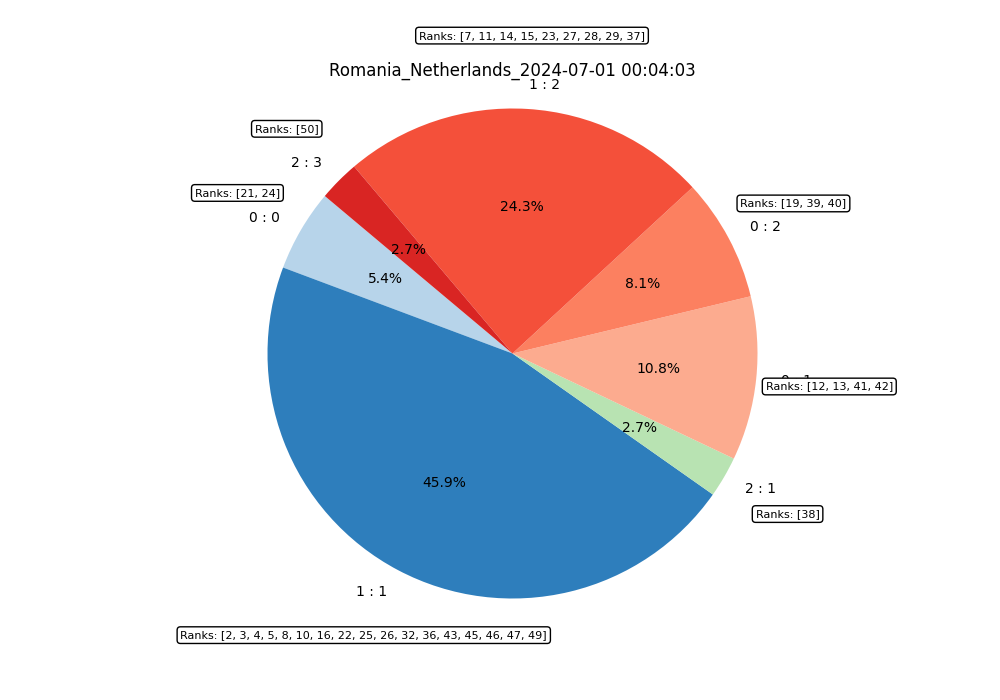 Ranks: [7, 11, 14, 15, 23, 27, 28, 29, 37]
Romania_Netherlands_2024-07-01 00:04:03
1 : 2
Ranks: [50]
2 : 3
Ranks: [21, 24]
0 : 0
Ranks: [19, 39, 40]
0 : 2
24.3%
2.7%
5.4%
8.1%
10.8%
Ranks: [12, 13, 41, 42]
2.7%
45.9%
2 : 1
Ranks: [38]
1 : 1
Ranks: [2, 3, 4, 5, 8, 10, 16, 22, 25, 26, 32, 36, 43, 45, 46, 47, 49]